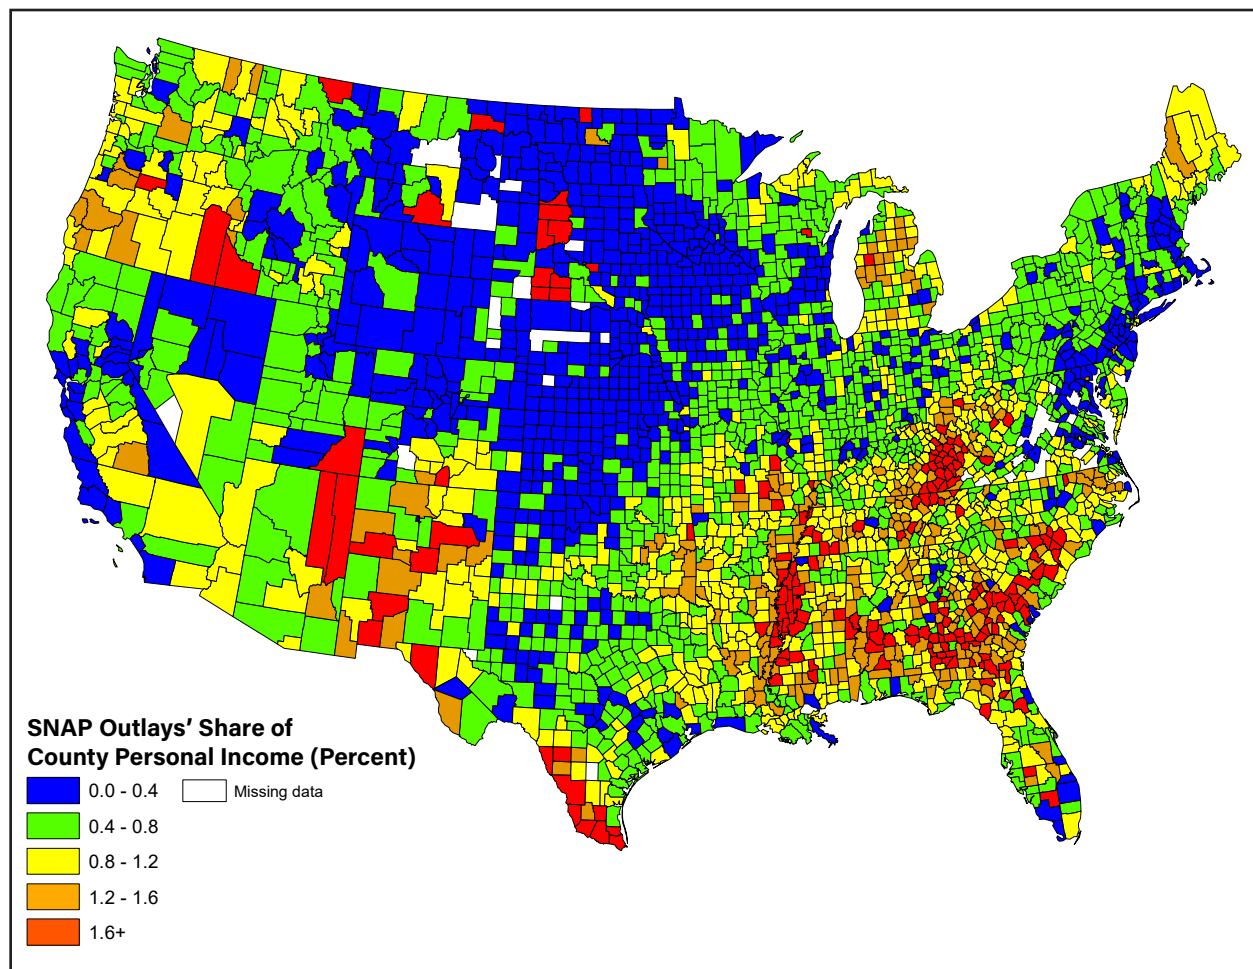 SNAP Outlays’ Share of
County Personal Income (Percent)
0.0 - 0.4
Missing data
0.4 - 0.8
0.8 - 1.2
1.2 - 1.6
1.6+